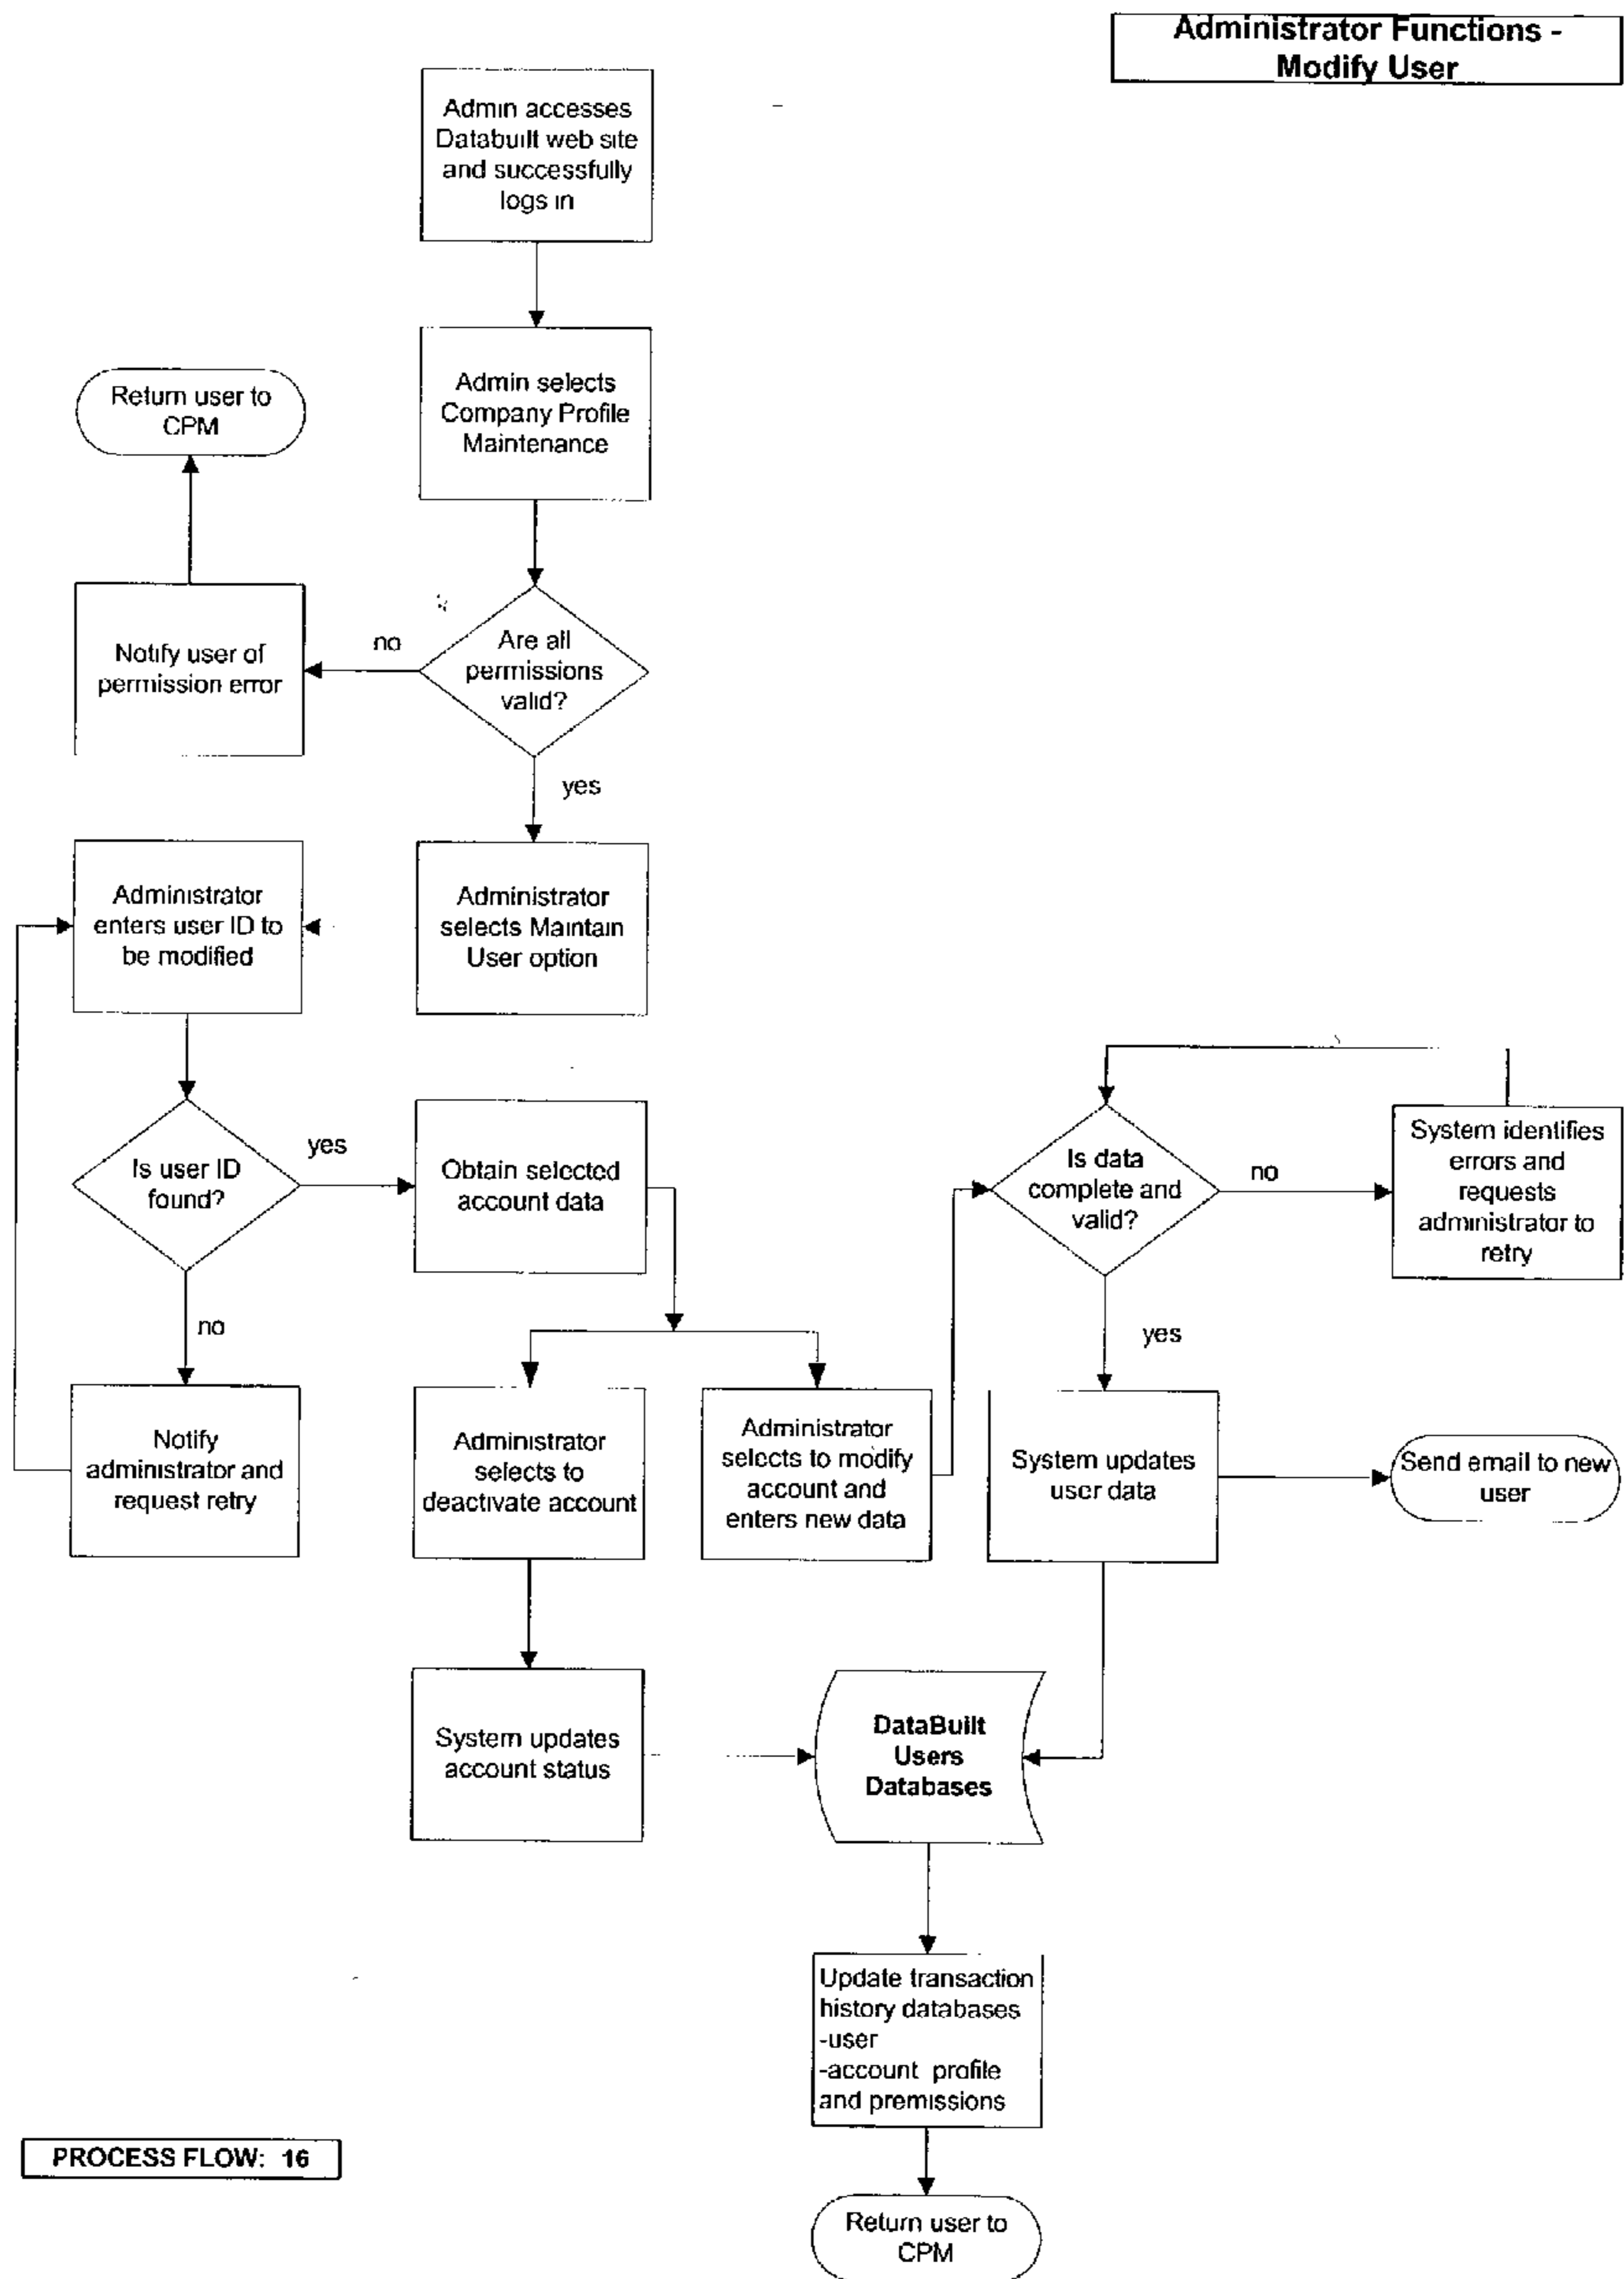 Administrator Functions -
Modify User
Admin accesses
Databuilt web site
and successfully
logs in
Admin selects
Company Profile
Maintenance
Return user to
CPM
Are all
permissions
valid?
no
Notify user of
permission error
yes
Administrator
selects Maintain
User option
Administrator
enters user ID to
be modified
Is user ID
found?
yes
Obtain selected
account data
no
Notify
administrator and
request retry
Administrator
selects to
deactivate account
Administrator
selects to modify
account and
enters new data
Is data
complete and
valid?
no
System identifies
errors and
requests
administrator to
retry
yes
System updates
user data
Send email to new
user
System updates
account status
DataBuilt
Users
Databases
Update transaction
history databases
-user
-account profile
and premissions
Return user to
CPM
PROCESS FLOW: 16